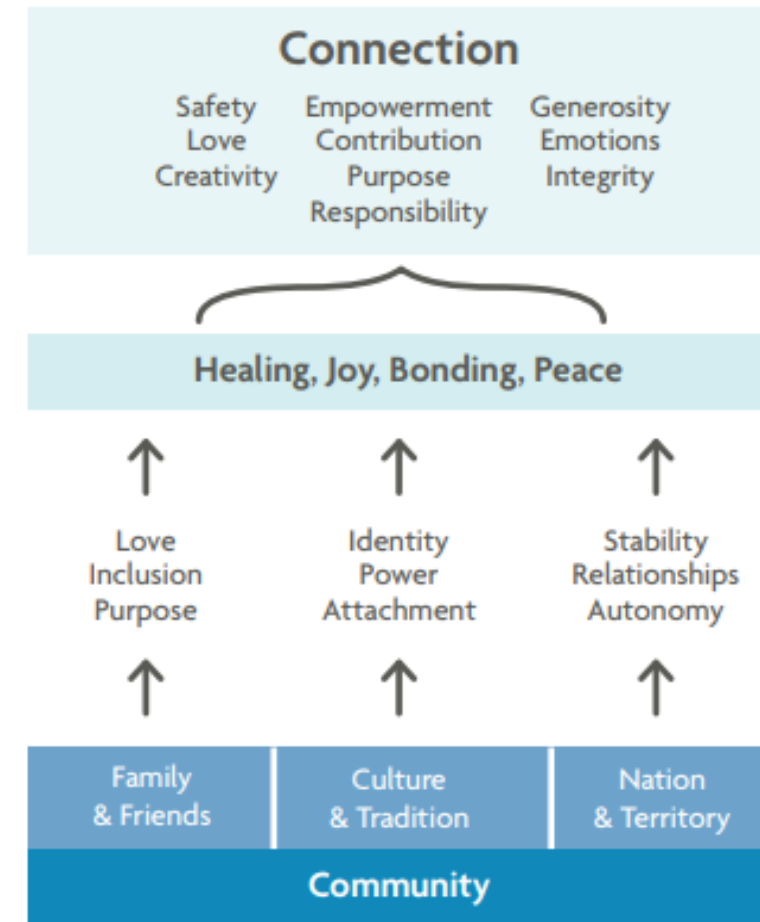 Connection
Safety Empowerment Generosity
Love Contribution Emotions
Creativity Purpose Integrity
Responsibility
Healing, Joy, Bonding, Peace
Love Identity Stability
Inclusion Power Relationships
Purpose Attachment Autonomy
Family Culture Nation
& Friends & Tradition & Territory
Community